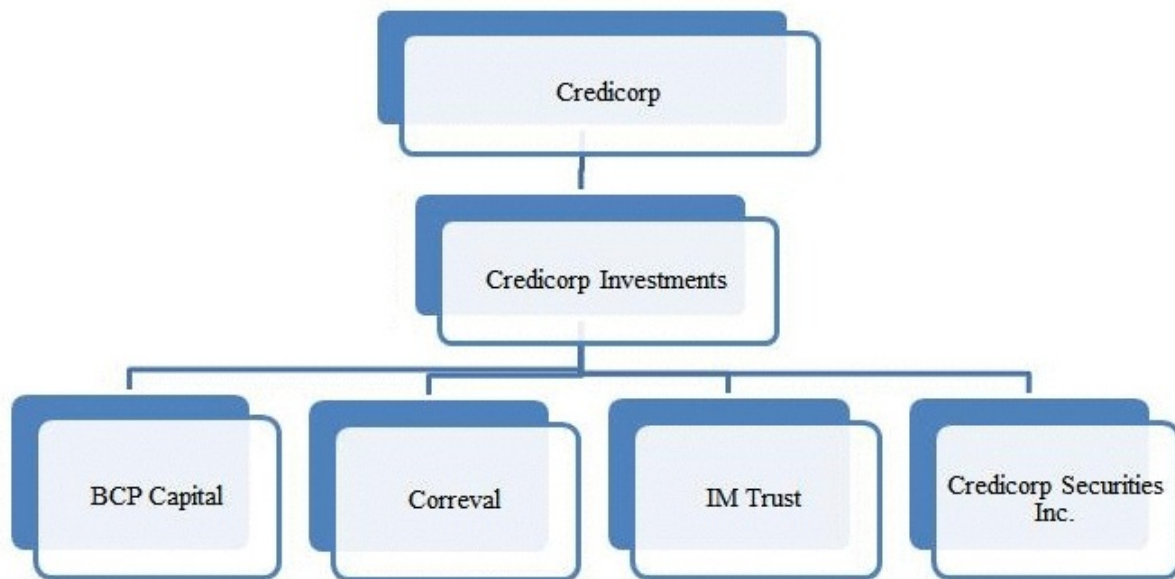 Credicorp
Credicorp Investments
BCP Capital
Correval
IM Trust
Credicorp Securities
Inc.